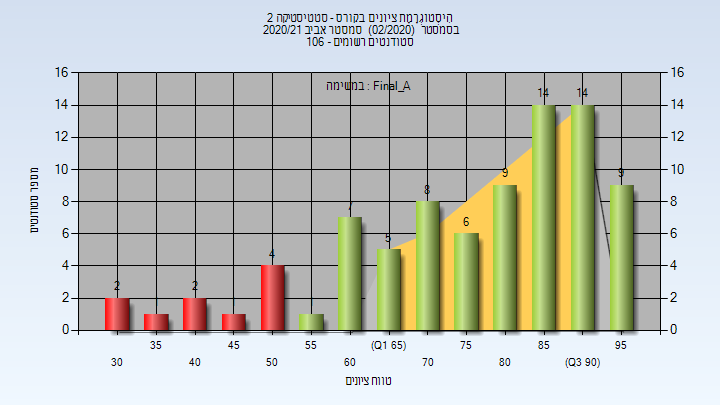 היסטוגרמת ציונים בקורס - סטטיסטיקה 2
בסמסטר (02/2020) סמסטר אביב 2020/21
סטודנטים רשומים - 106
במשימה : Final_A
מספר סטודנטים
16 16
14 14
12 12
10 10
8 8
6 6
4 4
2 2
0 0
2 2 4 7 5 8 6 9 14 14 9
35 45 55 (Q1 65) 75 85 95
30 40 50 60 70 80 (Q3 90)
טווח ציונים